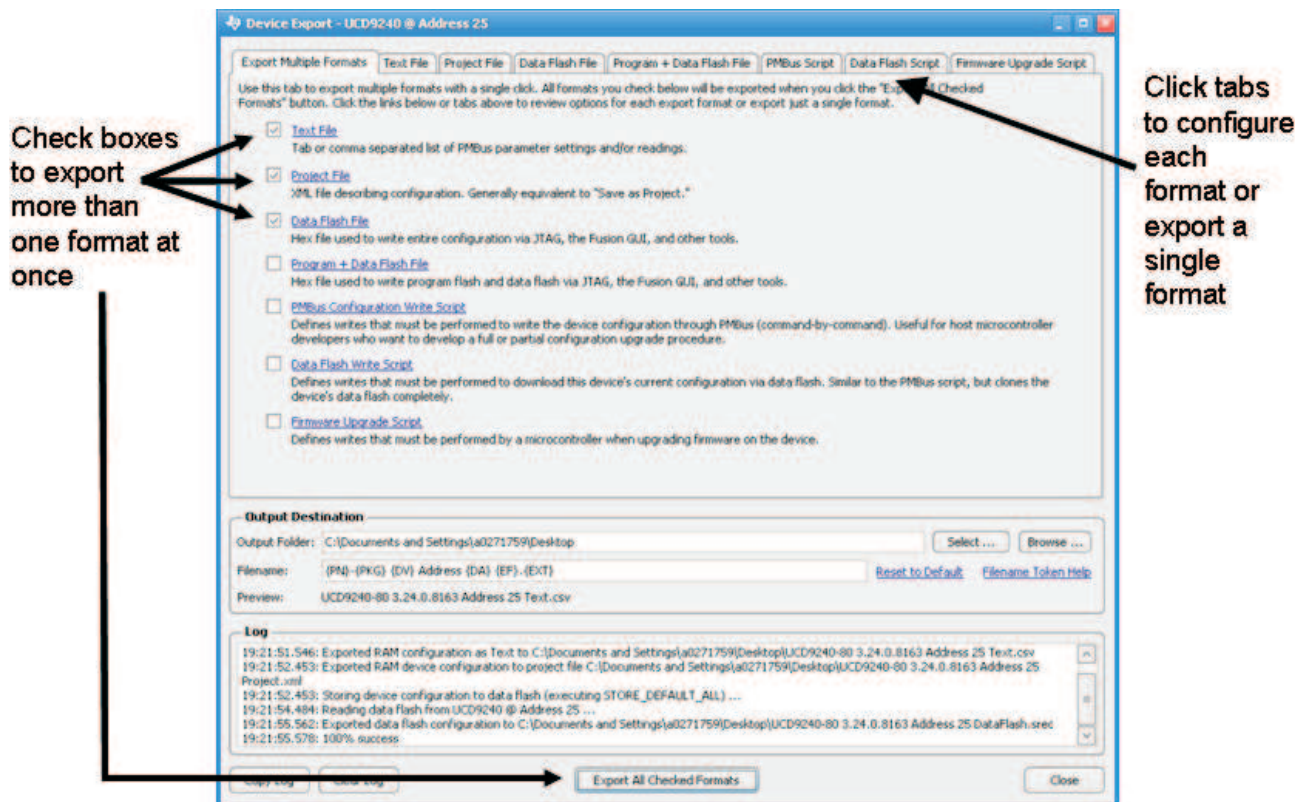 Device Export - UCD9240 @ Address 25
Export Multiple Formats Text File Project File Data Flash File Program + Data Flash File PMBus Script Data Flash Script Firmware Upgrade Script
Use this tab to export multiple formats with a single click. All formats you check below will be exported when you click the "Exp All Checked
Formats" button. Click the links below or tabs above to review options for each export format or export just a single format.
Check boxes
to export
more than
one format at
once
Click tabs
to configure
each
format or
export a
single
format
Text File
Tab or comma separated list of PMBus parameter settings and/or readings.
Project File
XML file describing configuration. Generally equivalent to "Save as Project."
Data Flash File
Hex file used to write entire configuration via JTAG, the Fusion GUI, and other tools.
Program + Data Flash File
Hex file used to write program flash and data flash via JTAG, the Fusion GUI, and other tools.
PMBus Configuration Write Script
Defines writes that must be performed to write the device configuration through PMBus (command-by-command). Useful for host microcontroller
developers who want to develop a full or partial configuration upgrade procedure.
Data Flash Write Script
Defines writes that must be performed to download this device's current configuration via data flash. Similar to the PMBus script, but clones the
device's data flash completely.
Firmware Upgrade Script
Defines writes that must be performed by a microcontroller when upgrading firmware on the device.
Output Destination
Output Folder: C:\Documents and Settings\a0271759\Desktop Select ... Browse ...
Filename: {PN}-{PKG} {DV} Address {DA} {EF}.{EXT} Reset to Default Filename Token Help
Preview: UCD9240-80 3.24.0.8163 Address 25 Text.csv
Log
19:21:51.546: Exported RAM configuration as Text to C:\Documents and Settings\a0271759\Desktop\UCD9240-80 3.24.0.8163 Address 25 Text.csv
19:21:52.453: Exported RAM device configuration to project file C:\Documents and Settings\a0271759\Desktop\UCD9240-80 3.24.0.8163 Address 25
Project.xml
19:21:52.453: Storing device configuration to data flash (executing STORE_DEFAULT_ALL) ...
19:21:54.484: Reading data flash from UCD9240 @ Address 25 ...
19:21:55.562: Exported data flash configuration to C:\Documents and Settings\a0271759\Desktop\UCD9240-80 3.24.0.8163 Address 25 DataFlash.srec
19:21:55.578: 100% success
Copy Log Clear Log Export All Checked Formats Close